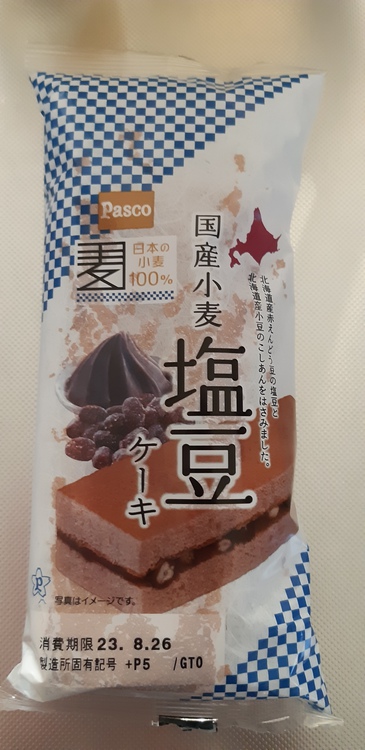 Pasco
麦
日本の
小麦
100%
国産小麦
塩豆
ケーキ
北海道産赤えんどう豆の塩豆と
北海道産小豆のこしあんをはさみました。
写真はイメージです。
消費期限 23. 8.26
製造所固有記号 +P5 /GT0